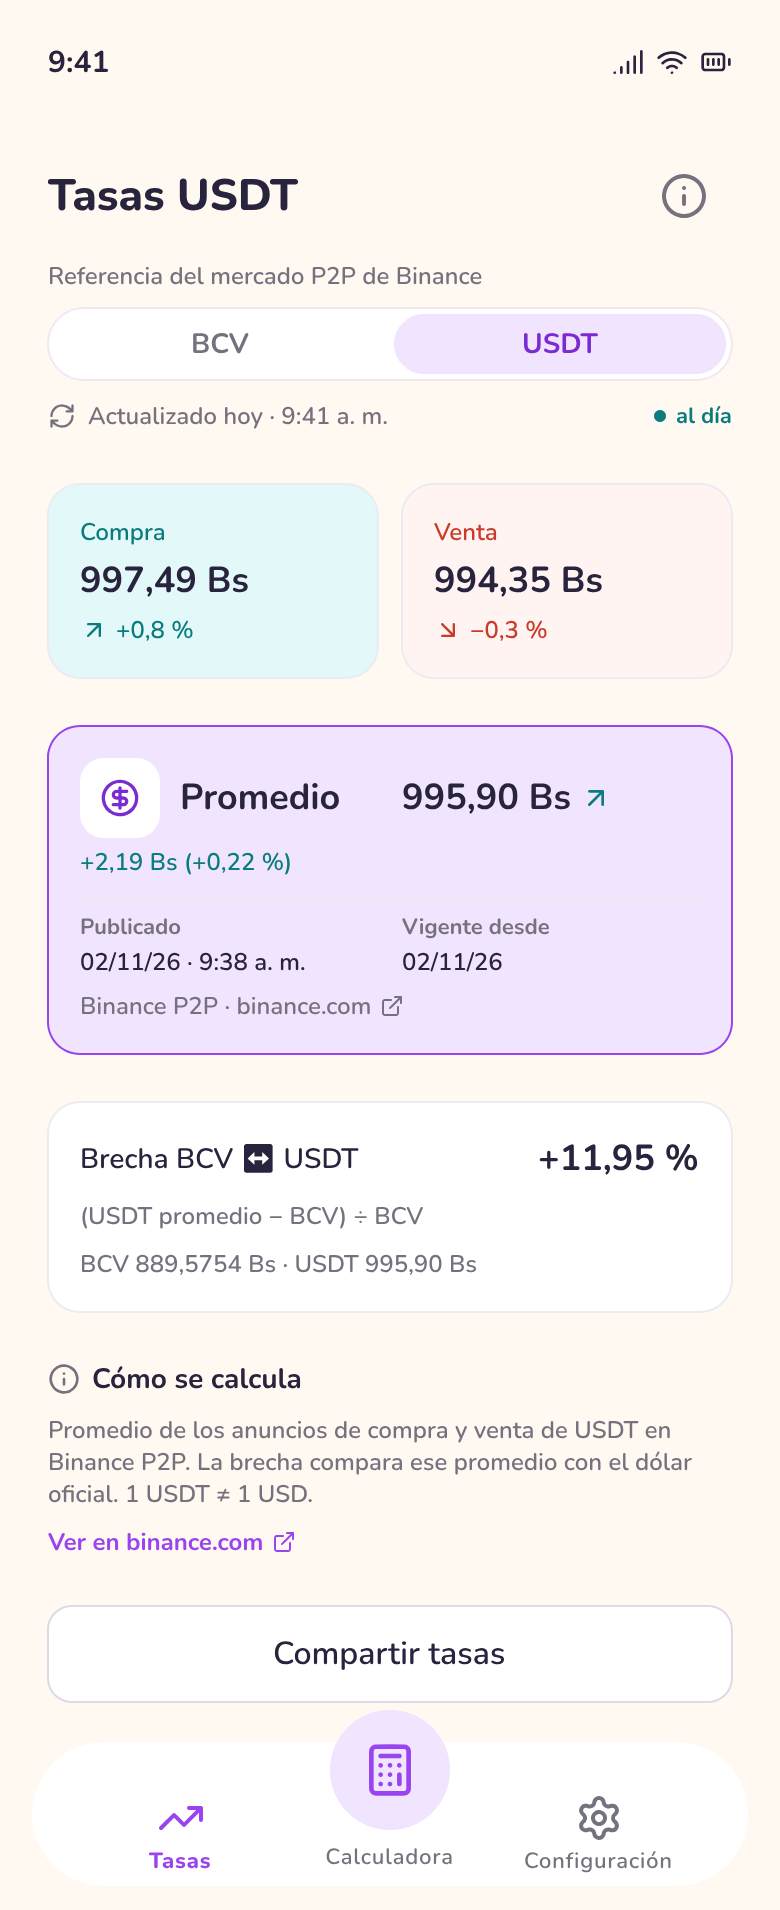 9:41
Tasas USDT
Referencia del mercado P2P de Binance
BCV
USDT
Actualizado hoy · 9:41 a. m.
al día
Compra
997,49 Bs
+0,8 %
Venta
994,35 Bs
−0,3 %
Promedio
995,90 Bs
+2,19 Bs (+0,22 %)
Publicado
02/11/26 · 9:38 a. m.
Vigente desde
02/11/26
Binance P2P · binance.com
Brecha BCV ↔ USDT
+11,95 %
(USDT promedio − BCV) ÷ BCV
BCV 889,5754 Bs · USDT 995,90 Bs
Cómo se calcula
Promedio de los anuncios de compra y venta de USDT en
Binance P2P. La brecha compara ese promedio con el dólar
oficial. 1 USDT ≠ 1 USD.
Ver en binance.com
Compartir tasas
Tasas
Calculadora
Configuración